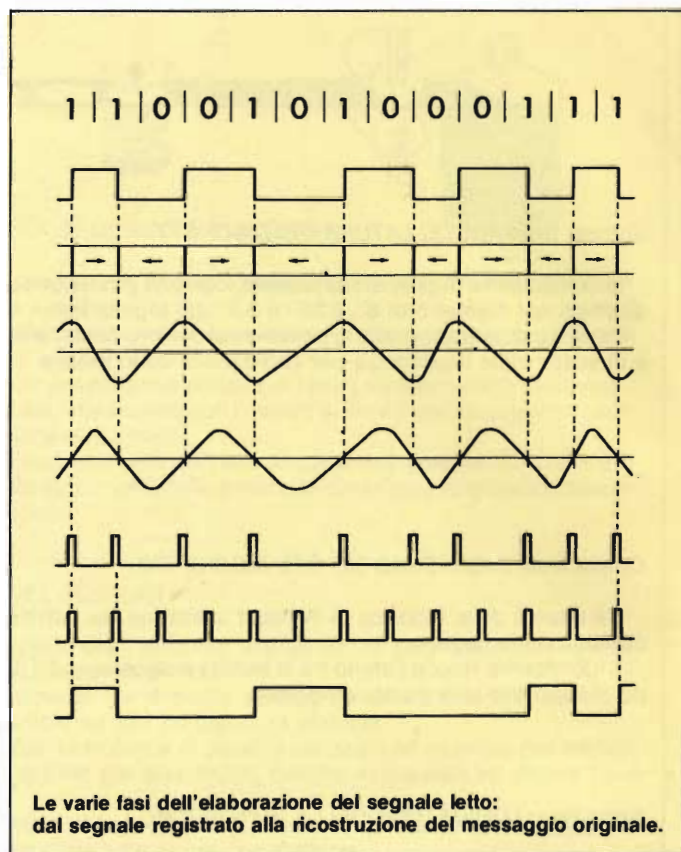 1 | 1 | 0 | 0 | 1 | 0 | 1 | 0 | 0 | 0 | 1 | 1 | 1
Le varie fasi dell'elaborazione del segnale letto:
dal segnale registrato alla ricostruzione del messaggio originale.